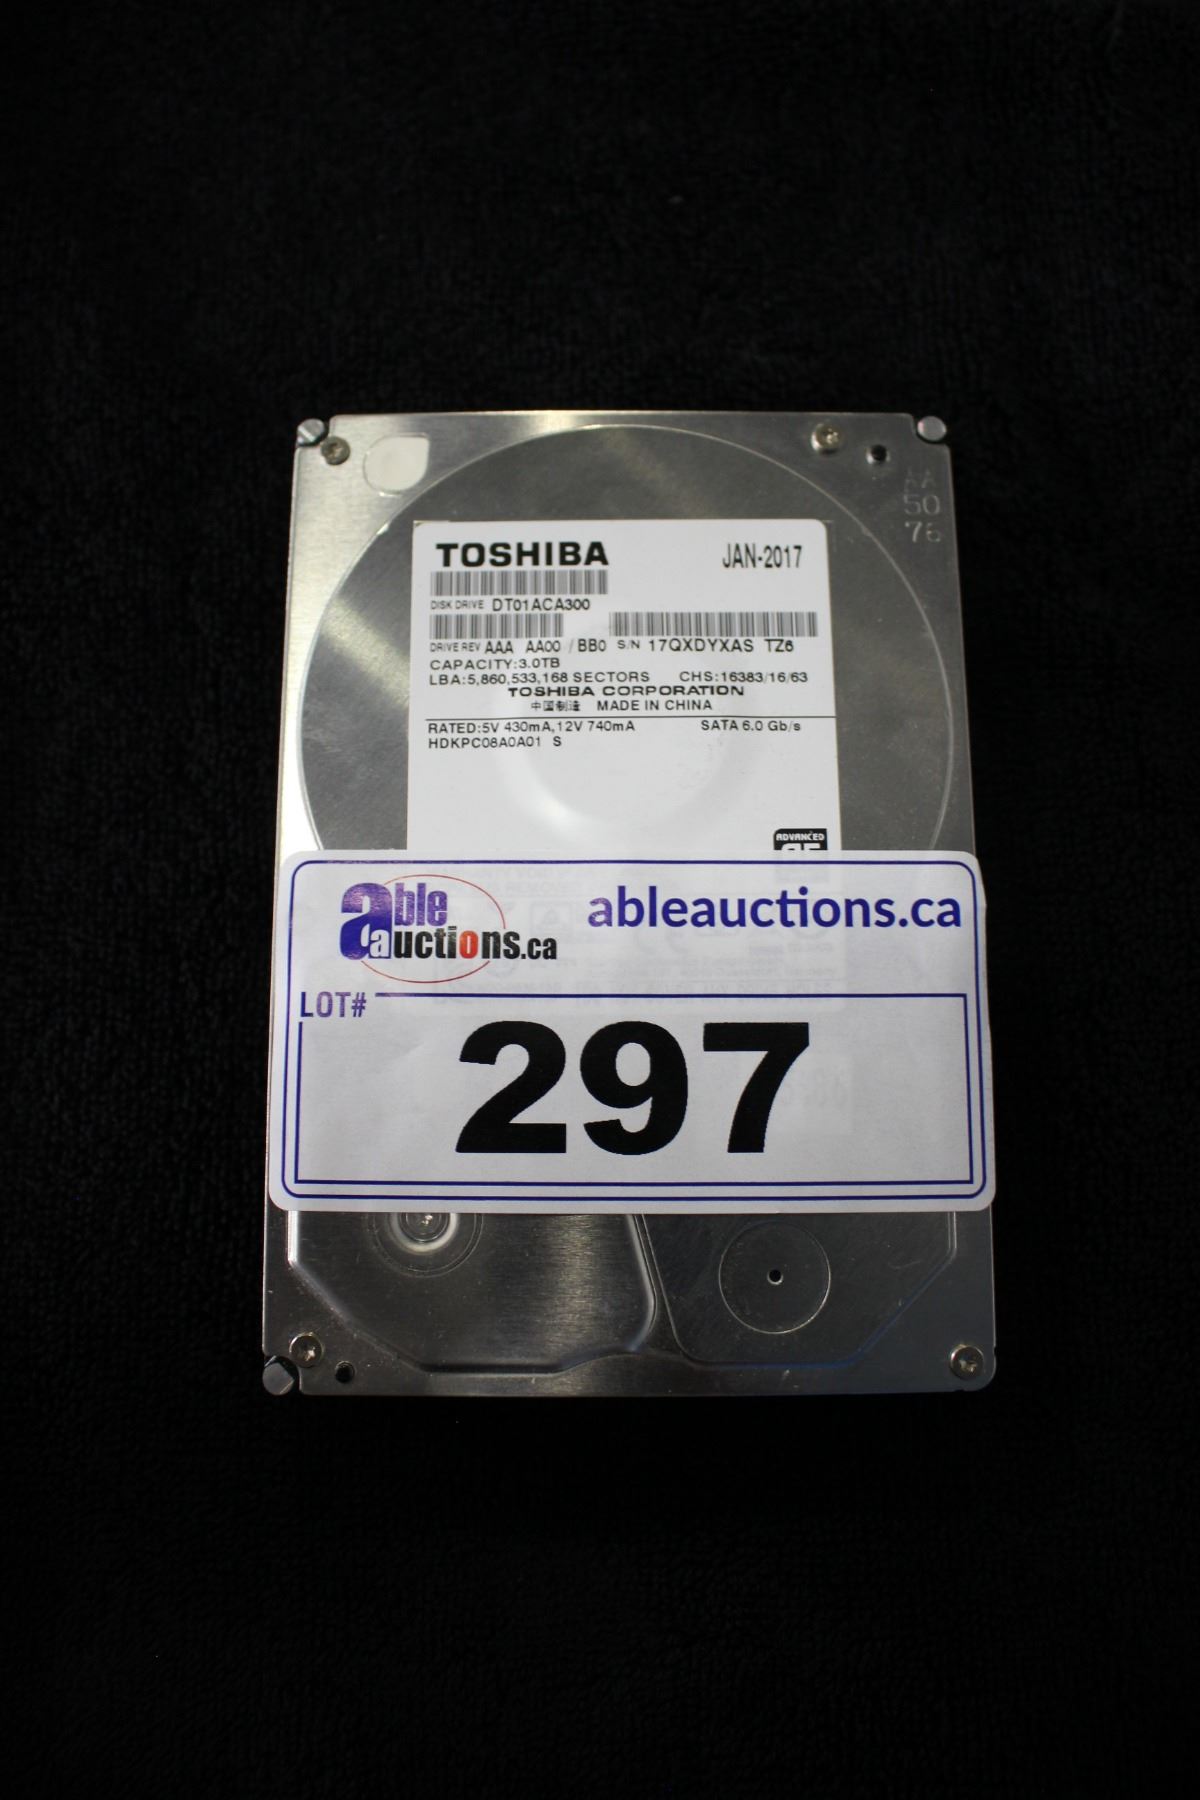 AA
50
76
TOSHIBA
JAN-2017
DISK DRIVE DT01ACA300
DRIVE REV AAA AA00 / BB0 S/N 17QXDYXAS TZ6
CAPACITY:3.0TB
LBA:5,860,533,168 SECTORS CHS:16383/16/63
TOSHIBA CORPORATION
中国制造 MADE IN CHINA
RATED:5V 430mA,12V 740mA SATA 6.0 Gb/s
HDKPC08A0A01 S
ADVANCED
able
auctions.ca
ableauctions.ca
LOT#
297